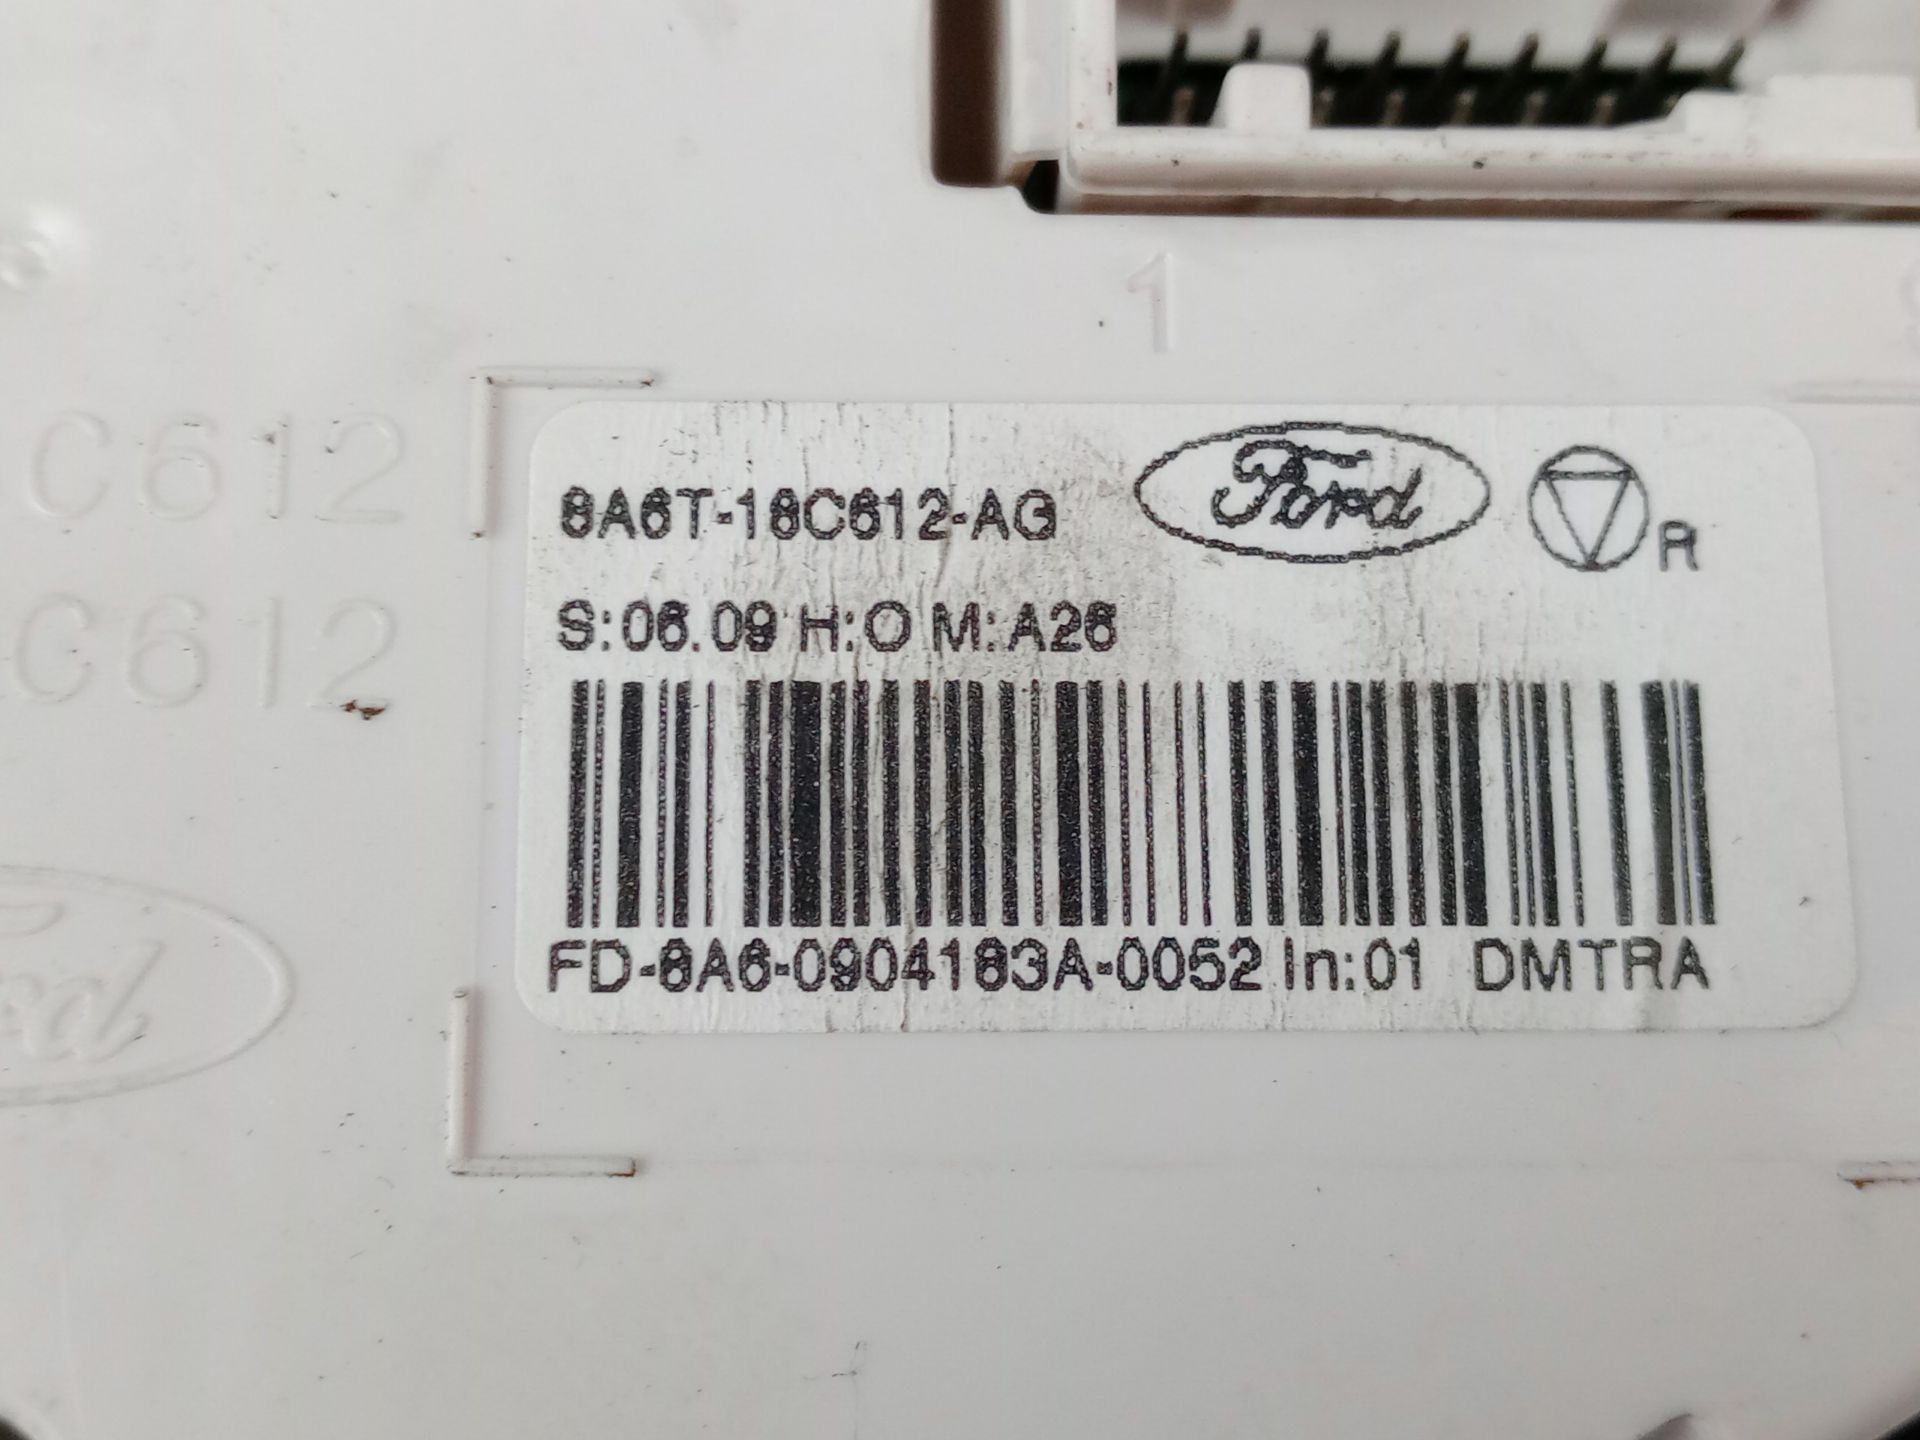 1
C612
C612
8A6T-18C612-AG
Ford
R
S:06.09 H:O M:A26
FD-8A6-0904183A-0052 In:01 DMTRA